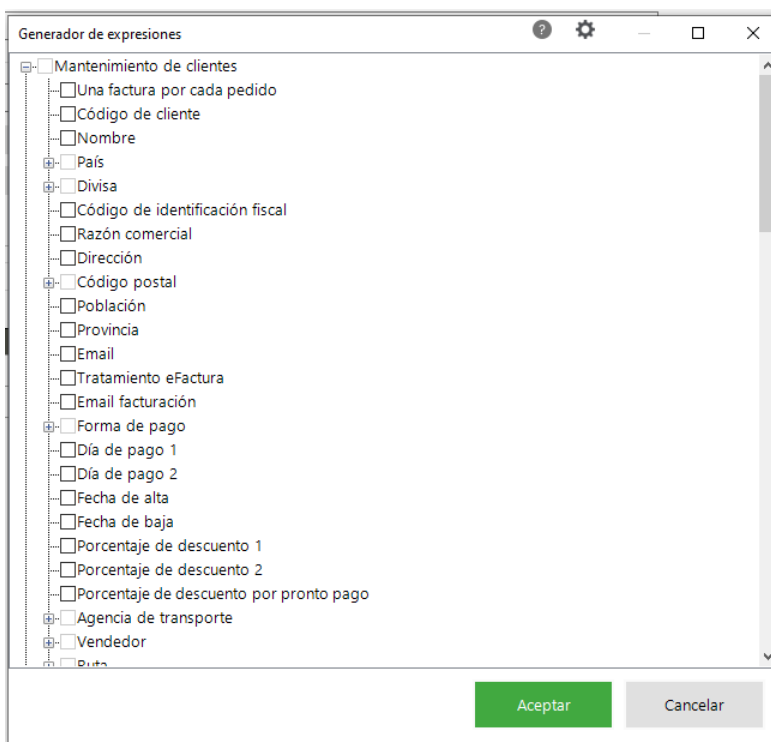 Generador de expresiones
Mantenimiento de clientes
Una factura por cada pedido
Código de cliente
Nombre
País
Divisa
Código de identificación fiscal
Razón comercial
Dirección
Código postal
Población
Provincia
Email
Tratamiento eFactura
Email facturación
Forma de pago
Día de pago 1
Día de pago 2
Fecha de alta
Fecha de baja
Porcentaje de descuento 1
Porcentaje de descuento 2
Porcentaje de descuento por pronto pago
Agencia de transporte
Vendedor
Ruta
Aceptar Cancelar